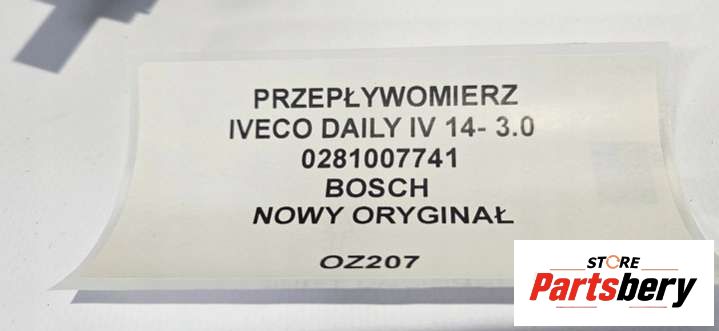 PRZEPŁYWOMIERZ
IVECO DAILY IV 14- 3.0
0281007741
BOSCH
NOWY ORYGINAŁ
OZ207
STORE
Partsbery